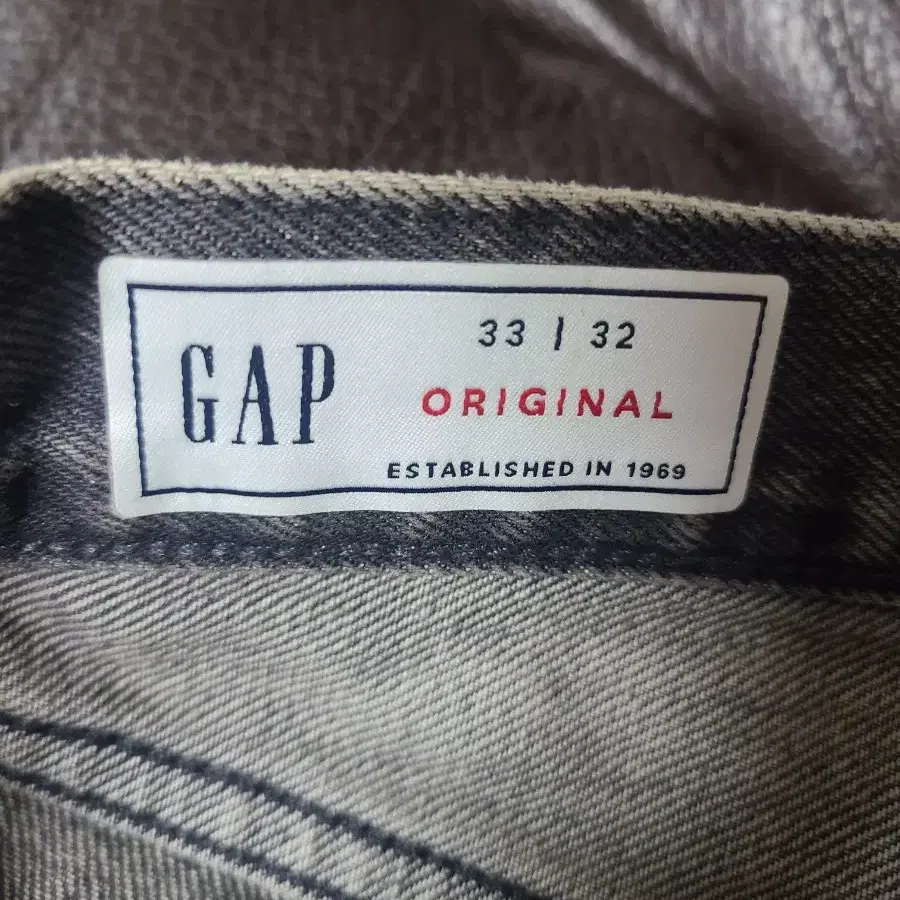 GAP
33 | 32
ORIGINAL
ESTABLISHED IN 1969